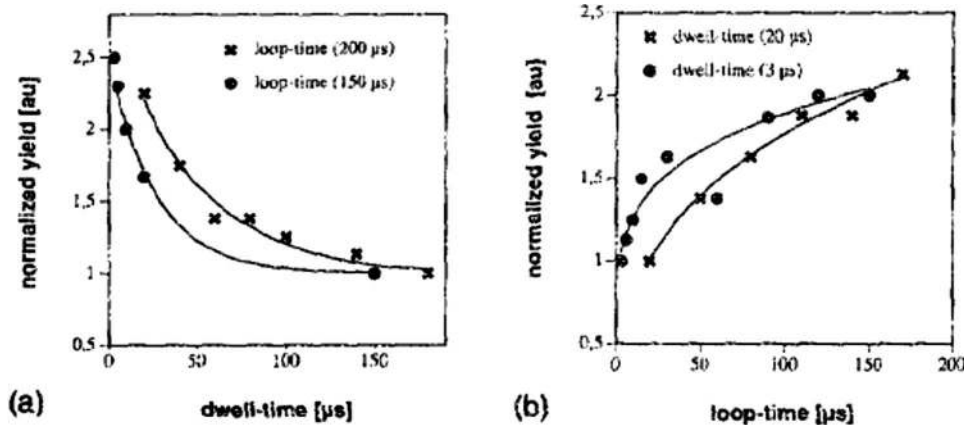 2,5
2
1,5
1
0,5
0
50
100
150
normalized yield [au]
loop-time (200 µs)
loop-time (150 µs)
(a)
dwell-time [µs]
2,5
2
1,5
1
0,5
0
50
100
150
200
normalized yield [au]
dwell-time (20 µs)
dwell-time (3 µs)
(b)
loop-time [µs]